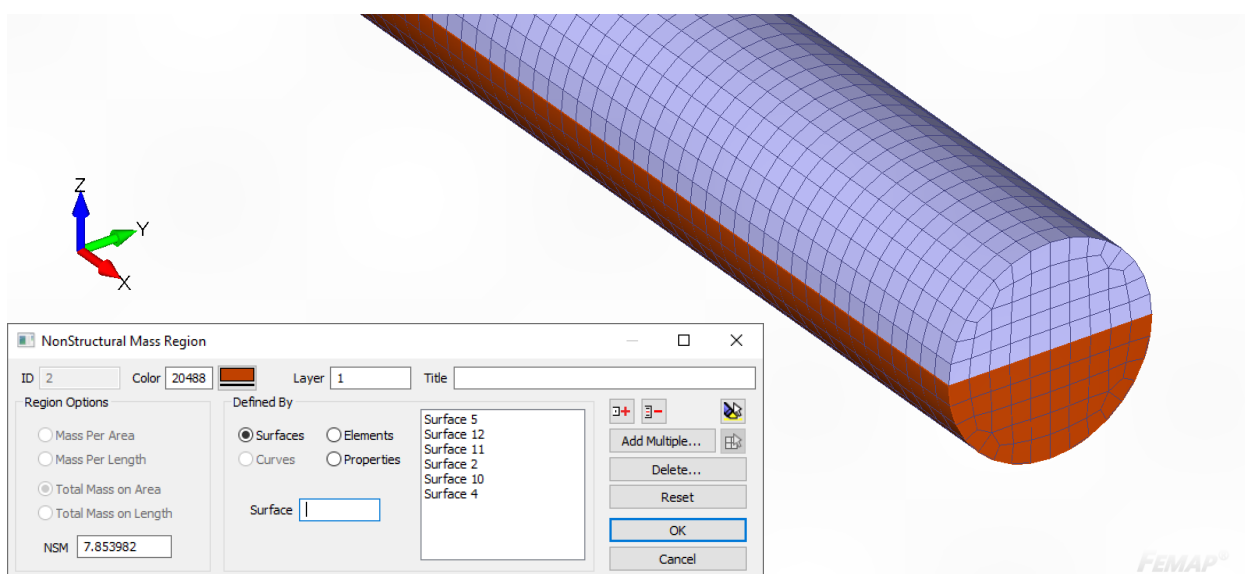 Z
Y
X
NonStructural Mass Region
ID 2 Color 20488 Layer 1 Title
Region Options
Mass Per Area
Mass Per Length
Total Mass on Area
Total Mass on Length
NSM 7.853982
Defined By
Surfaces Elements
Curves Properties
Surface
Surface 5
Surface 12
Surface 11
Surface 2
Surface 10
Surface 4
Add Multiple...
Delete...
Reset
OK
Cancel
FEMAP®